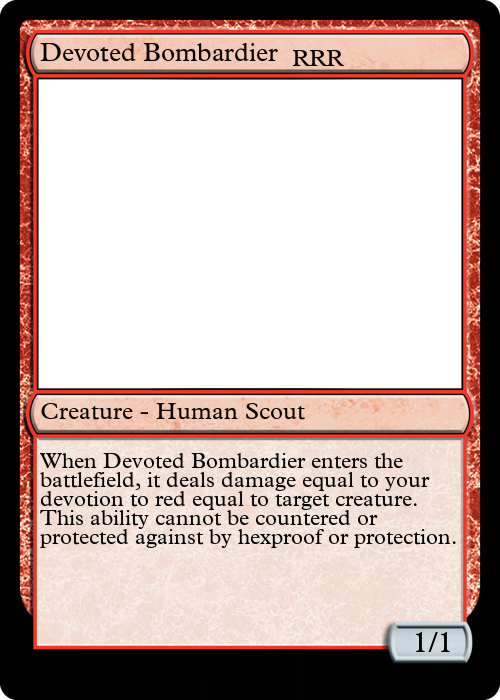 Devoted Bombardier RRR
Creature - Human Scout
When Devoted Bombardier enters the
battlefield, it deals damage equal to your
devotion to red equal to target creature.
This ability cannot be countered or
protected against by hexproof or protection.
1/1